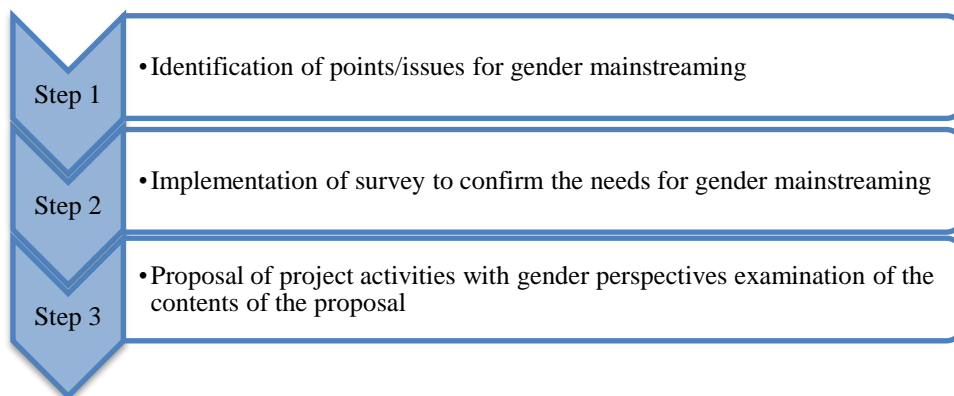 Step 1
•Identification of points/issues for gender mainstreaming
Step 2
•Implementation of survey to confirm the needs for gender mainstreaming
Step 3
•Proposal of project activities with gender perspectives examination of the
contents of the proposal